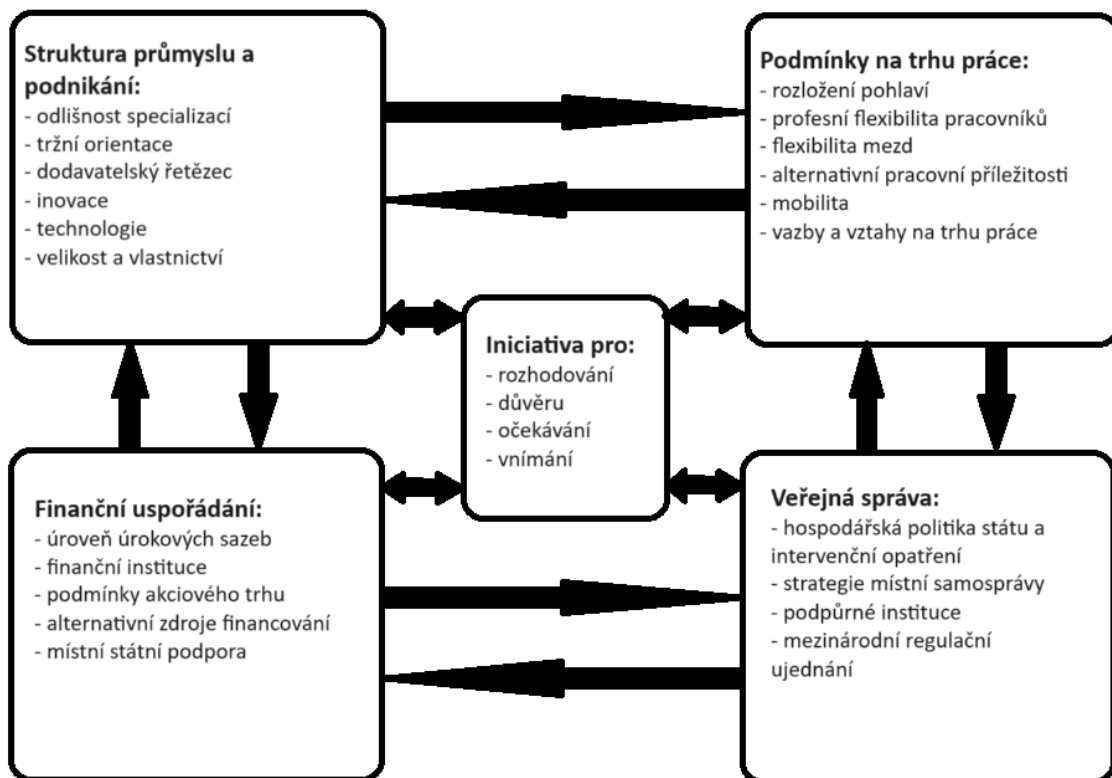 Struktura průmyslu a
podnikání:
- odlišnost specializací
- tržní orientace
- dodavatelský řetězec
- inovace
- technologie
- velikost a vlastnictví
Podmínky na trhu práce:
- rozložení pohlaví
- profesní flexibilita pracovníků
- flexibilita mezd
- alternativní pracovní příležitosti
- mobilita
- vazby a vztahy na trhu práce
Iniciativa pro:
- rozhodování
- důvěru
- očekávání
- vnímání
Finanční uspořádání:
- úroveň úrokových sazeb
- finanční instituce
- podmínky akciového trhu
- alternativní zdroje financování
- místní státní podpora
Veřejná správa:
- hospodářská politika státu a
intervenční opatření
- strategie místní samosprávy
- podpůrné instituce
- mezinárodní regulační
ujednání